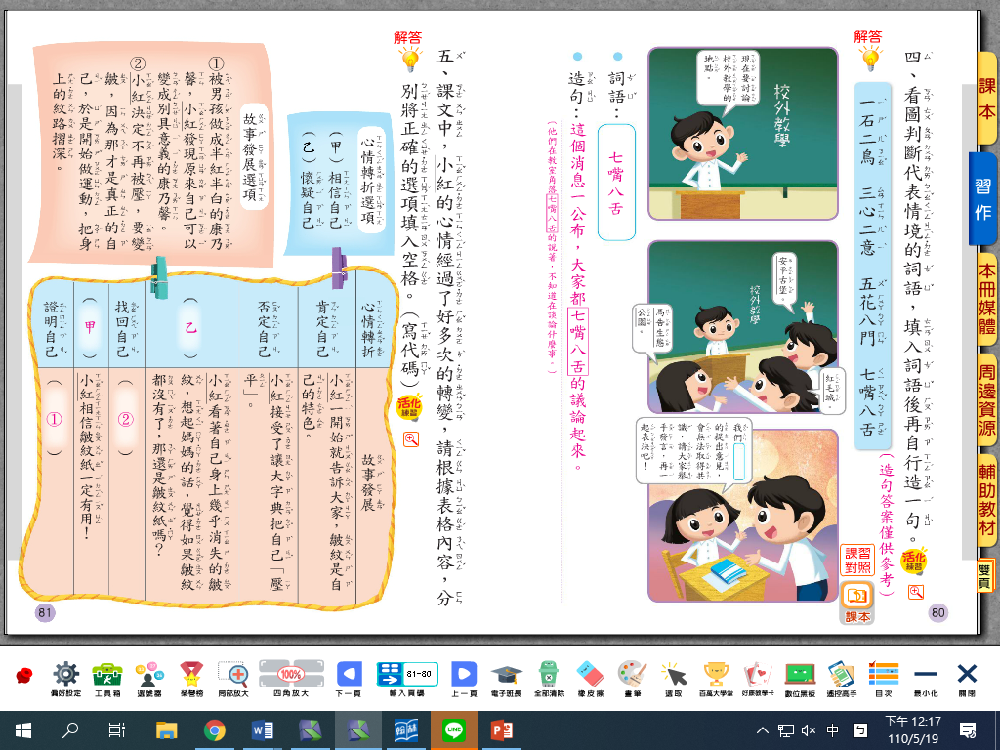 四、看圖判斷代表情境的詞語，填入詞語後再自行造一句。
活化練習
解答
一石二鳥　三心二意　五花八門　七嘴八舌
（造句答案僅供參考）
現在要討論
校外教學的
地點。
校外教學
安平古堡。
馬告生態
公園。
校外教學
紅毛城。
我們
的提出意見，
會無法取得共
識，請大家舉
手發言，再一
起表決吧！
詞語：七嘴八舌
造句：這個消息一公布，大家都七嘴八舌的議論起來。
（他們在教室角落七嘴八舌的說著，不知道在談論什麼事。）
課習對照
課本
80
五、課文中，小紅的心情經過了好多次的轉變，請根據表格內容，分
別將正確的選項填入空格。（寫代碼）
活化練習
解答
心情轉折選項
（甲）相信自己
（乙）懷疑自己
故事發展選項
①被男孩做成半紅半白的康乃
馨，小紅發現原來自己可以
變成別具意義的康乃馨。
②小紅決定不再被壓，要變
皺，因為那才是真正的自
己，於是開始做運動，把身
上的紋路摺深。
心情轉折
故事發展
肯定自己
小紅一開始就告訴大家，皺紋是自
己的特色。
否定自己
小紅接受了讓大字典把自己「壓
平」。
（乙）
小紅看著自己身上幾乎消失的皺
紋，想起媽媽的話，覺得如果皺紋
都沒有了，那還是皺紋紙嗎？
找回自己
（②）
（甲）
小紅相信皺紋紙一定有用！
證明自己
（①）
81
課本
習作
本冊媒體
周邊資源
輔助教材
雙頁
偏好設定
工具箱
選號器
榮譽榜
局部放大
100%
四角放大
下一頁
81-80
輸入頁碼
上一頁
電子班長
全部清除
橡皮擦
畫筆
選取
百萬大學堂
好康教學卡
數位黑板
遙控高手
目次
最小化
關閉
翰林
LINE
中
下午 12:17
110/5/19